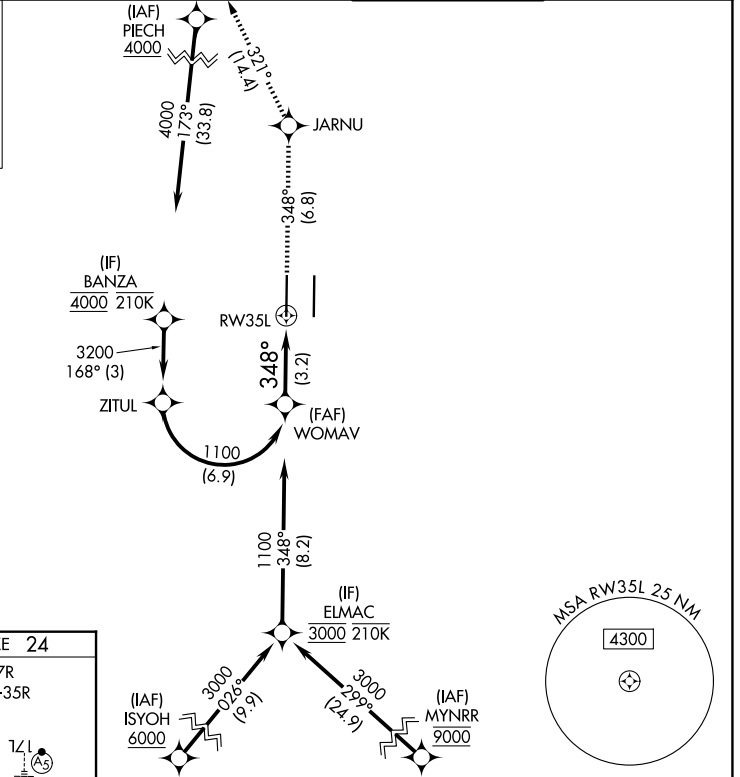 (IAF)
PIECH
4000
4000
173°
(33.8)
321°
(14.4)
JARNU
348°
(6.8)
(IF)
BANZA
4000 210K
3200
168° (3)
ZITUL
RW35L
348°
(3.2)
(FAF)
WOMAV
1100
(6.9)
1100
348°
(8.2)
(IF)
ELMAC
3000 210K
3000
026°
(9.9)
3000
299°
(24.9)
(IAF)
ISYOH
6000
(IAF)
MYNRR
9000
MSA RW35L 25 NM
4300
E 24
7R
-35R
17L
A5